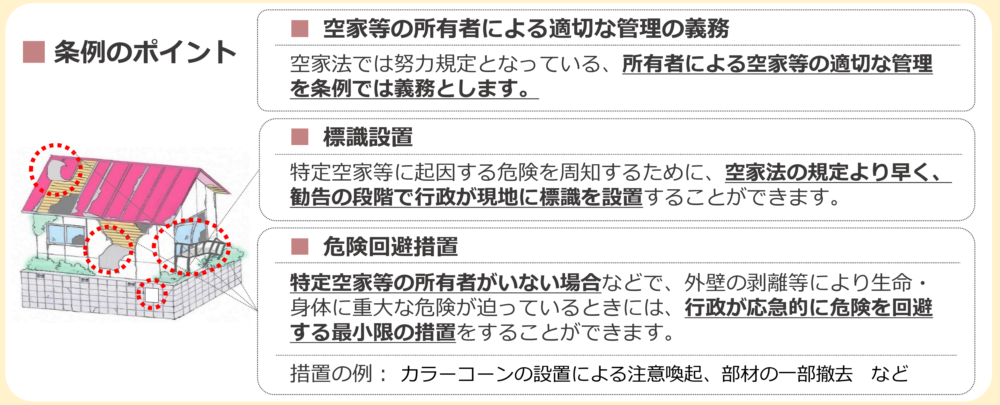 ■ 条例のポイント
■ 空家等の所有者による適切な管理の義務
空家法では努力規定となっている、所有者による空家等の適切な管理
を条例では義務とします。
■ 標識設置
特定空家等に起因する危険を周知するために、空家法の規定より早く、
勧告の段階で行政が現地に標識を設置することができます。
■ 危険回避措置
特定空家等の所有者がいない場合などで、外壁の剥離等により生命・
身体に重大な危険が迫っているときには、行政が応急的に危険を回避
する最小限の措置をすることができます。
措置の例： カラーコーンの設置による注意喚起、部材の一部撤去　など